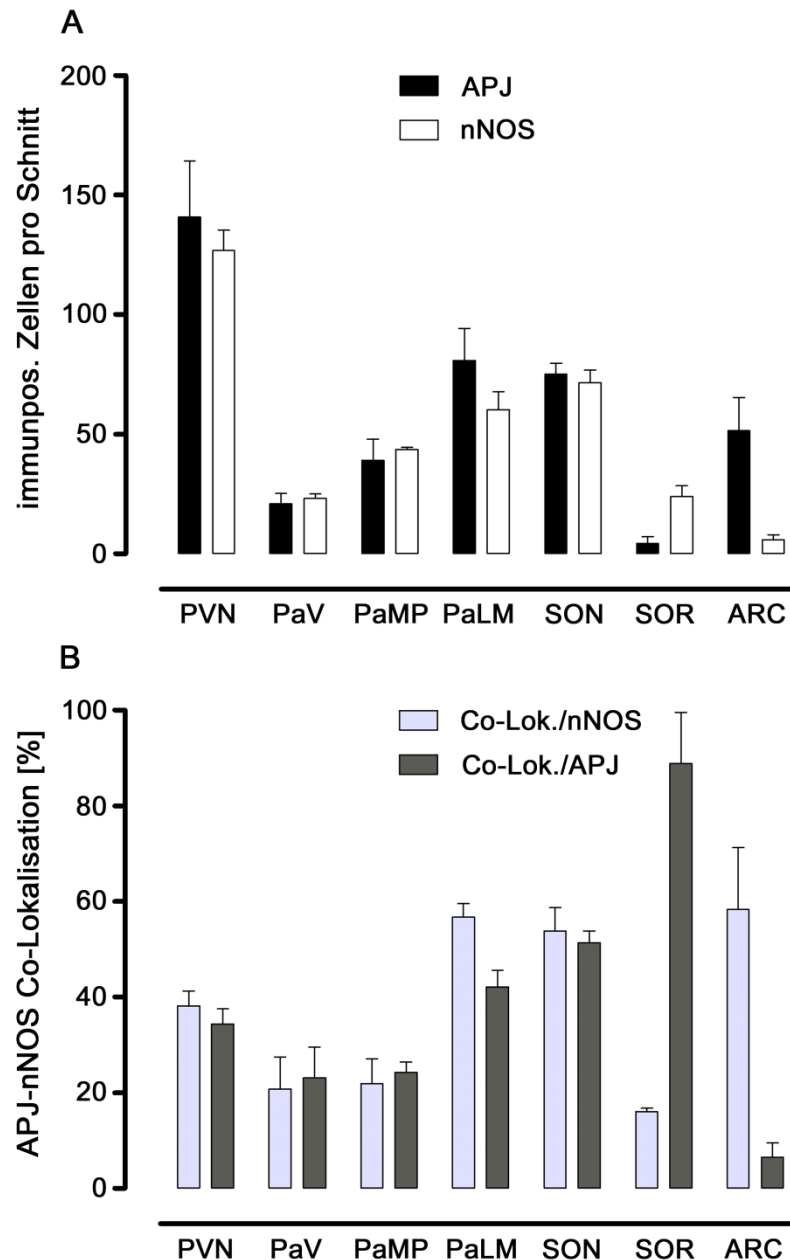 A
immunpos. Zellen pro Schnitt
200
150
100
50
0
APJ
nNOS
PVN PaV PaMP PaLM SON SOR ARC
B
APJ-nNOS Co-Lokalisation [%]
100
80
60
40
20
0
Co-Lok./nNOS
Co-Lok./APJ
PVN PaV PaMP PaLM SON SOR ARC